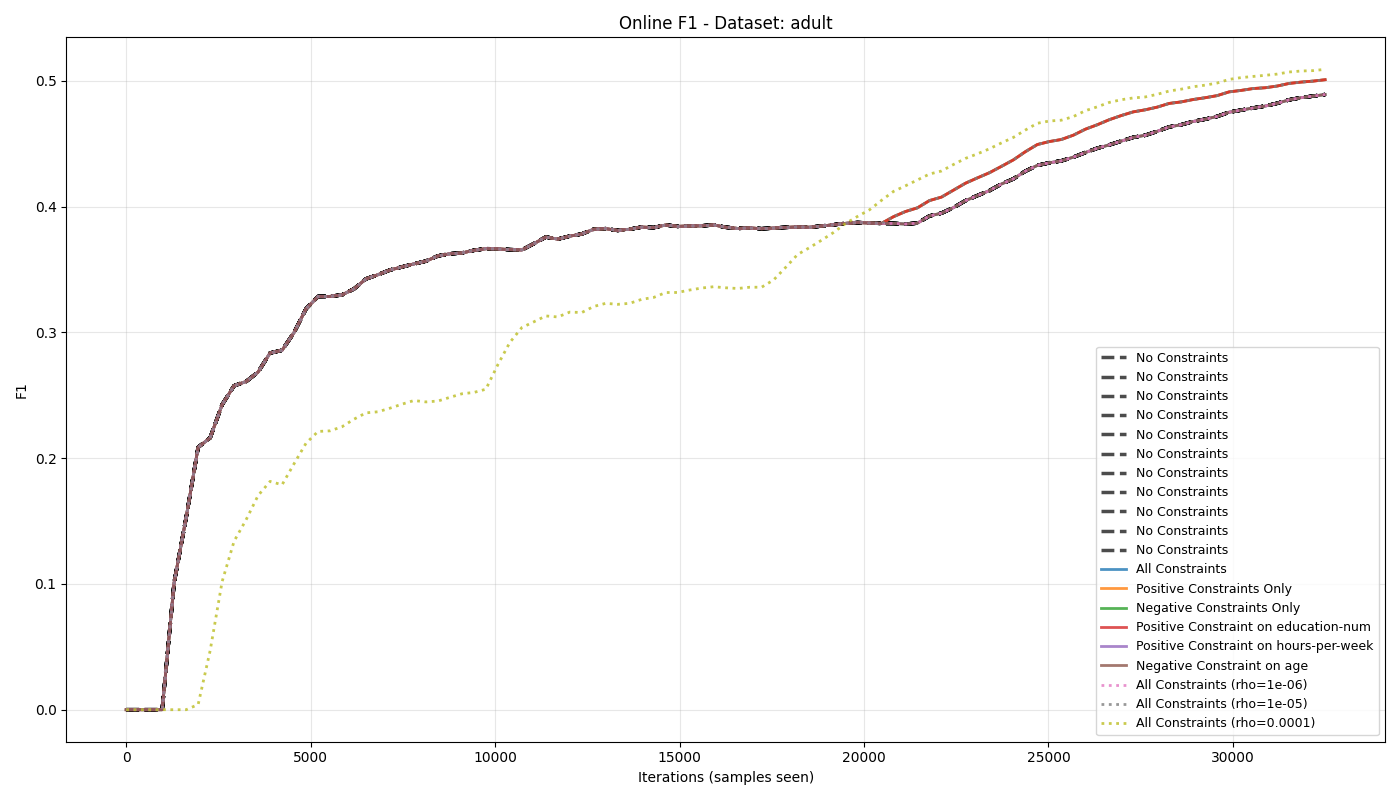 Online F1 - Dataset: adult
0.5
0.4
0.3
0.2
0.1
0.0
F1
0
5000
10000
15000
20000
25000
30000
Iterations (samples seen)
No Constraints
No Constraints
No Constraints
No Constraints
No Constraints
No Constraints
No Constraints
No Constraints
No Constraints
No Constraints
No Constraints
All Constraints
Positive Constraints Only
Negative Constraints Only
Positive Constraint on education-num
Positive Constraint on hours-per-week
Negative Constraint on age
All Constraints (rho=1e-06)
All Constraints (rho=1e-05)
All Constraints (rho=0.0001)